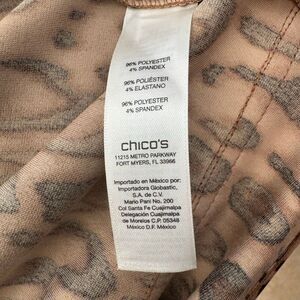 96% POLYESTER
4% SPANDEX
96% POLIÉSTER
4% ELASTANO
96% POLYESTER
4% SPANDEX
chico's
11215 METRO PARKWAY
FORT MYERS, FL 33966
Importado en México por:
Importadora Globastic,
S.A. de C.V.
Mario Pani No. 200
Col Santa Fe Cuajimalpa
Delegación Cuajimalpa
de Morelos C.P. 05348
México D.F. México